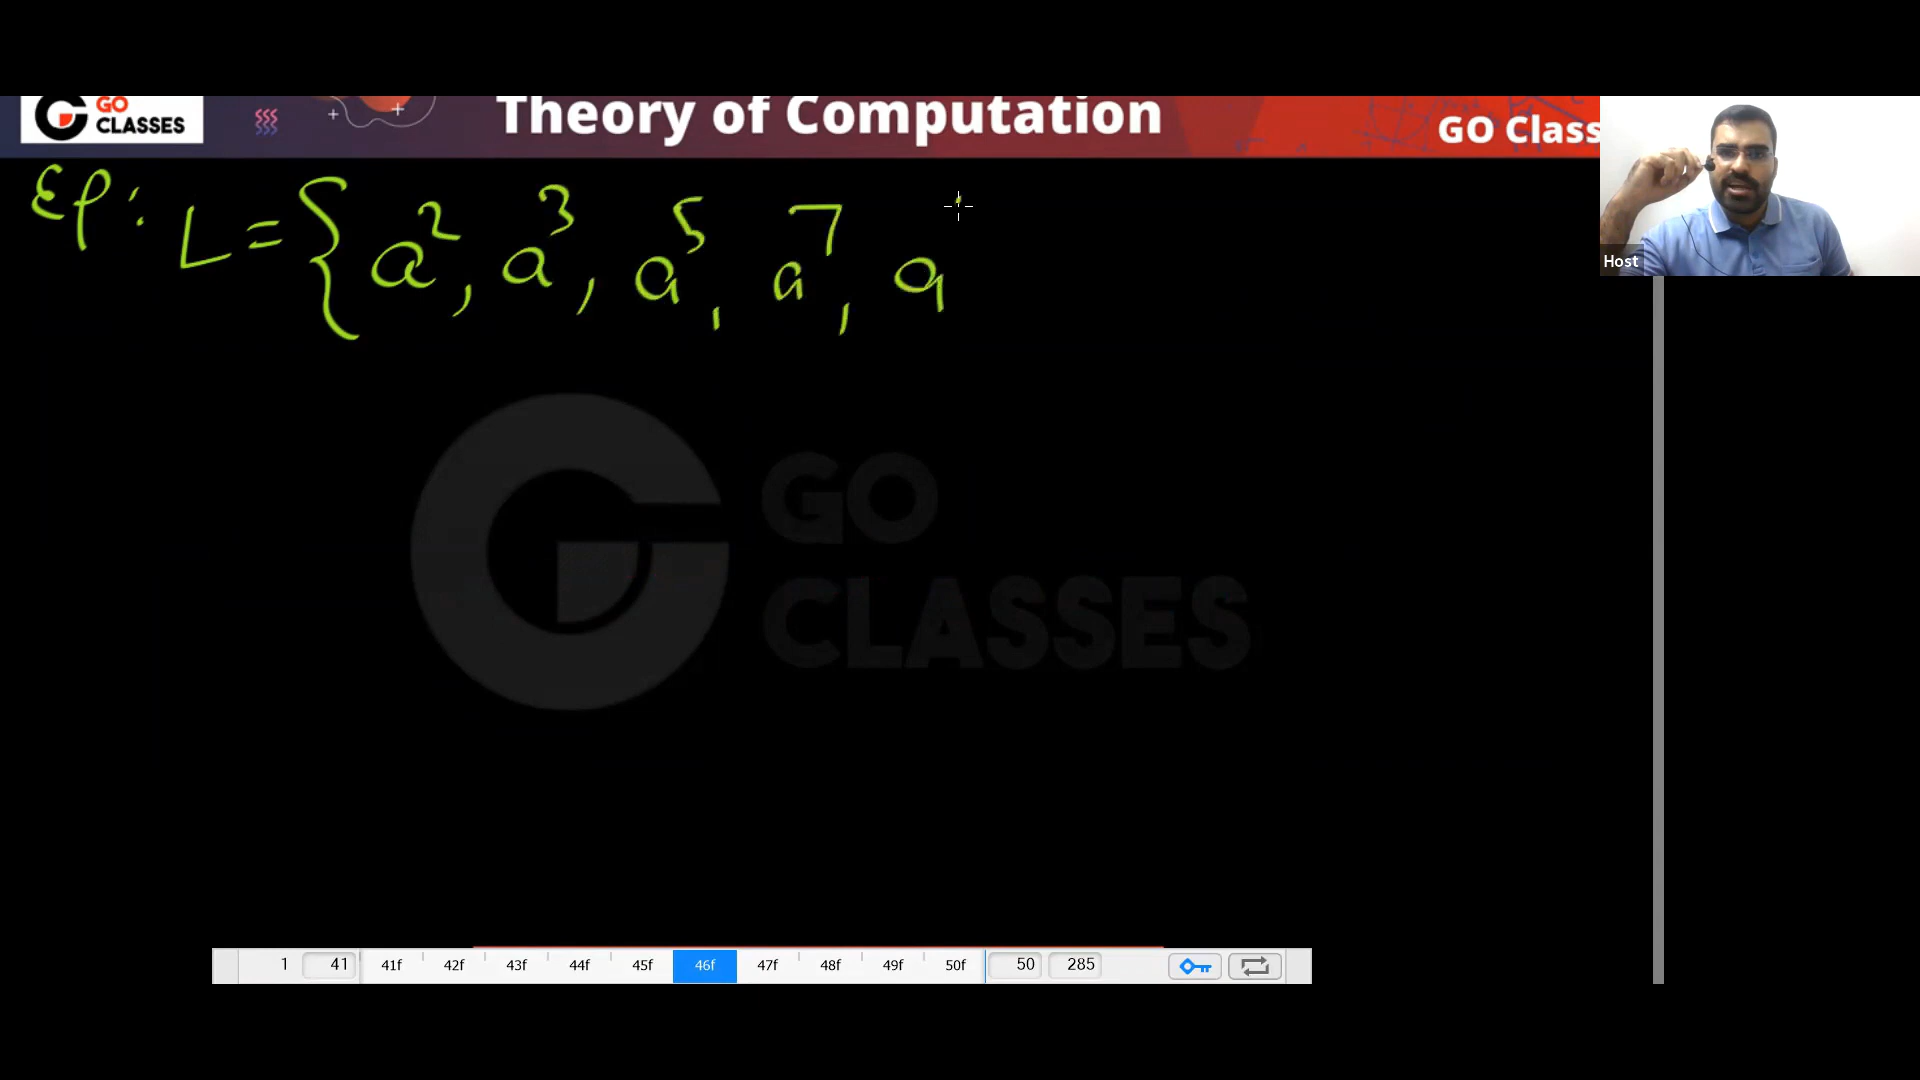 GO
CLASSES
Theory of Computation
GO Class
Host
Eg: L = { a², a³, a⁵, a⁷, a
GO
CLASSES
1 41 41f 42f 43f 44f 45f 46f 47f 48f 49f 50f 50 285